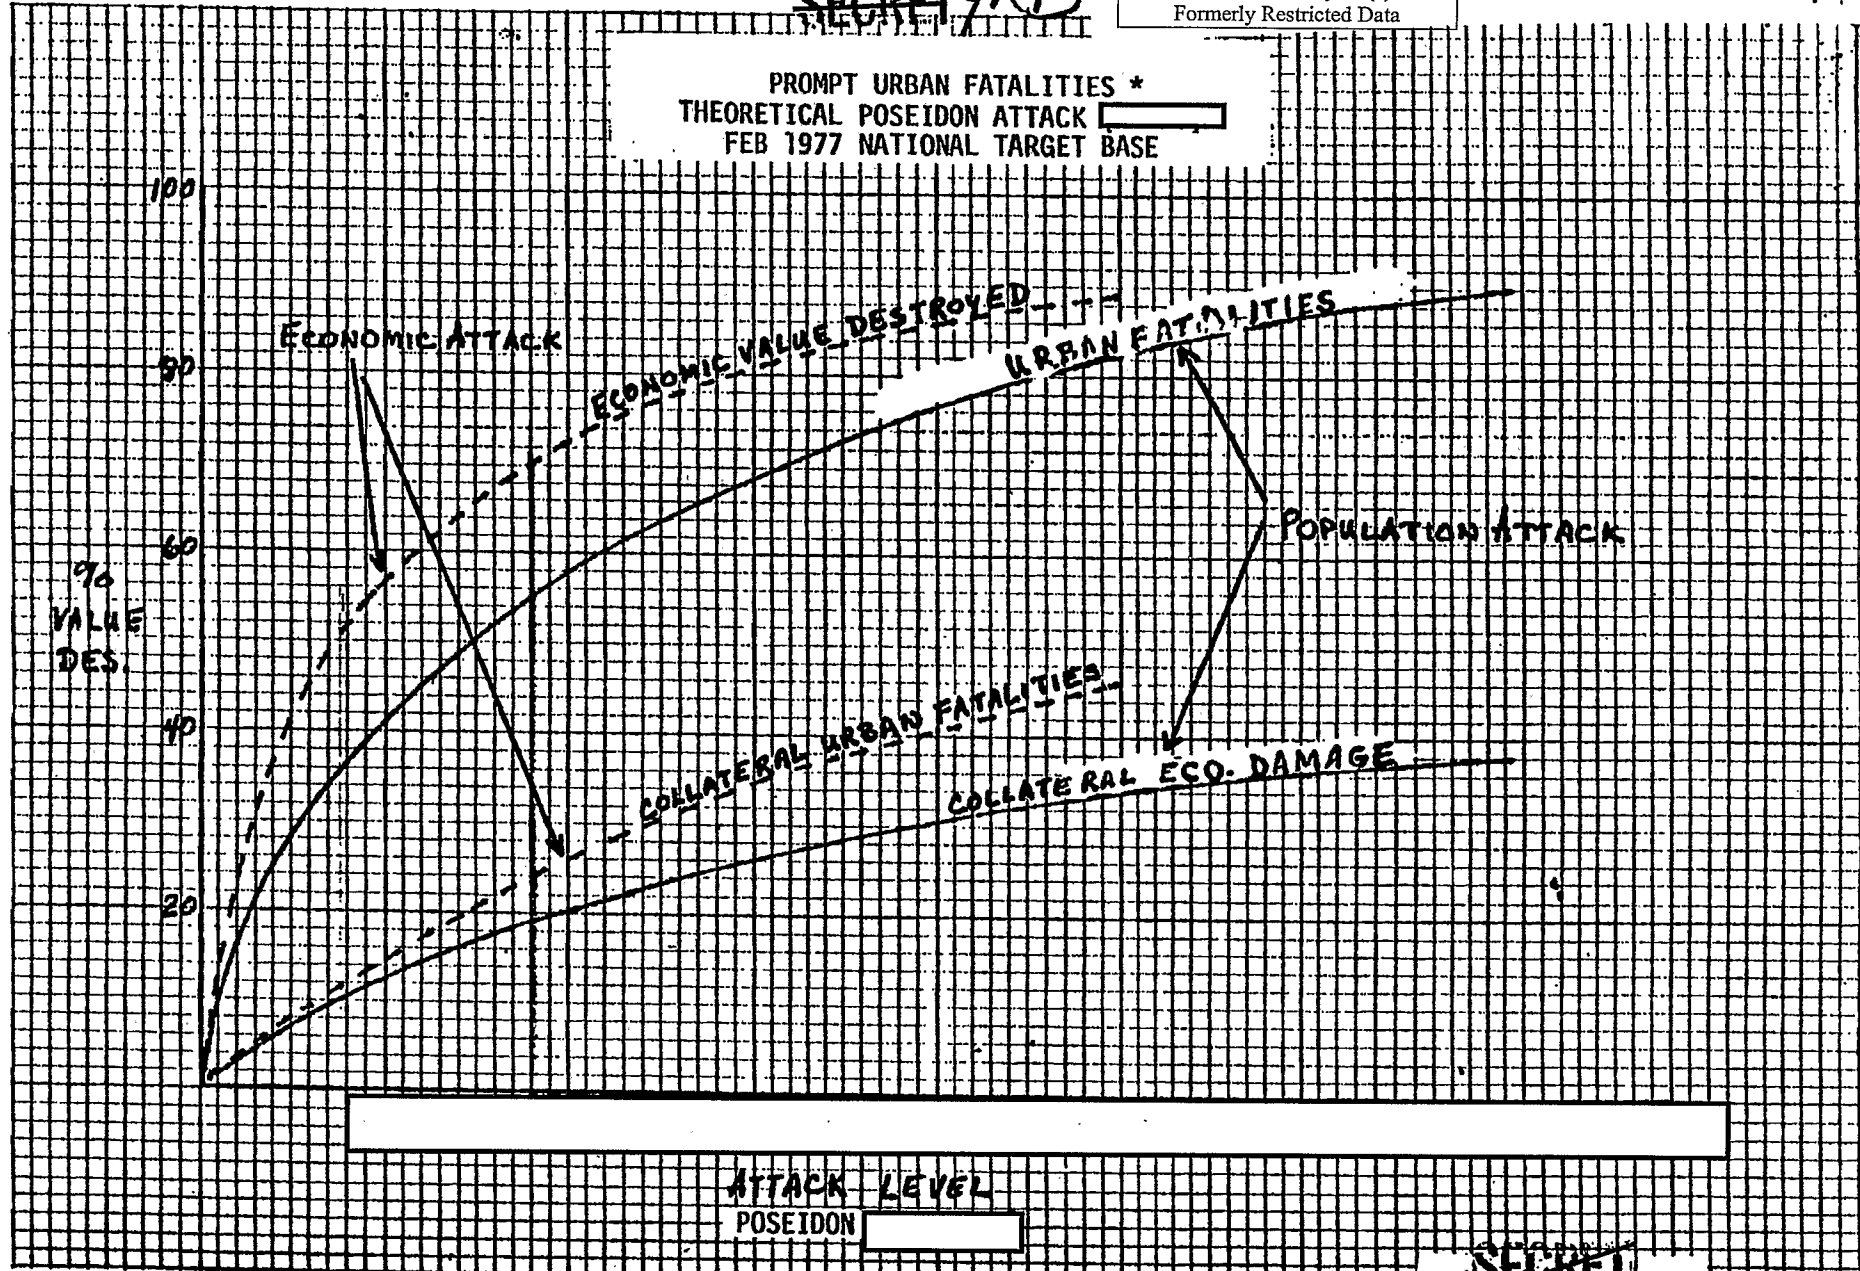 SECRET
Formerly Restricted Data
PROMPT URBAN FATALITIES *
THEORETICAL POSEIDON ATTACK
FEB 1977 NATIONAL TARGET BASE
100
ECONOMIC VALUE DESTROYED
URBAN FATALITIES
ECONOMIC ATTACK
80
POPULATION ATTACK
60
%
VALUE
DES.
COLLATERAL URBAN FATALITIES
40
COLLATERAL ECO. DAMAGE
20
ATTACK LEVEL
POSEIDON
SECRET